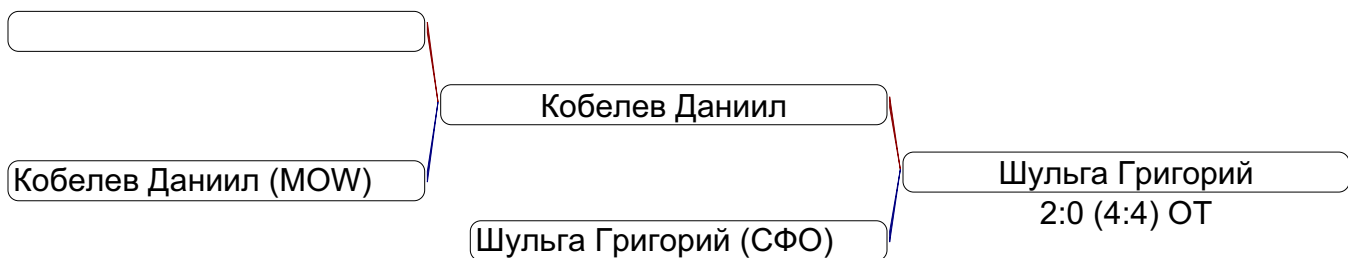 Кобелев Даниил
Кобелев Даниил (MOW)
Шульга Григорий
2:0 (4:4) ОТ
Шульга Григорий (СФО)